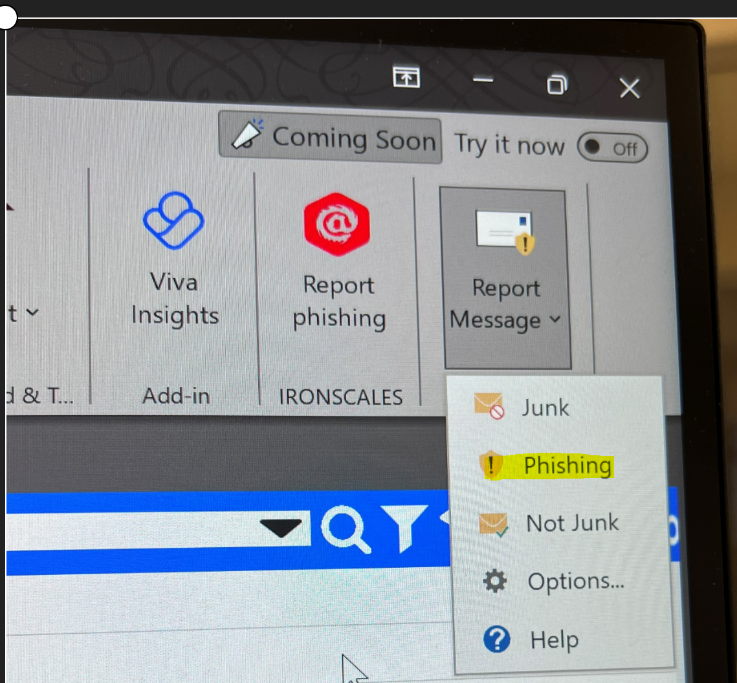 Coming Soon
Try it now
Off
Viva
Insights
Report
phishing
Report
Message
t
d & T...
Add-in
IRONSCALES
Junk
Phishing
Not Junk
Options...
Help